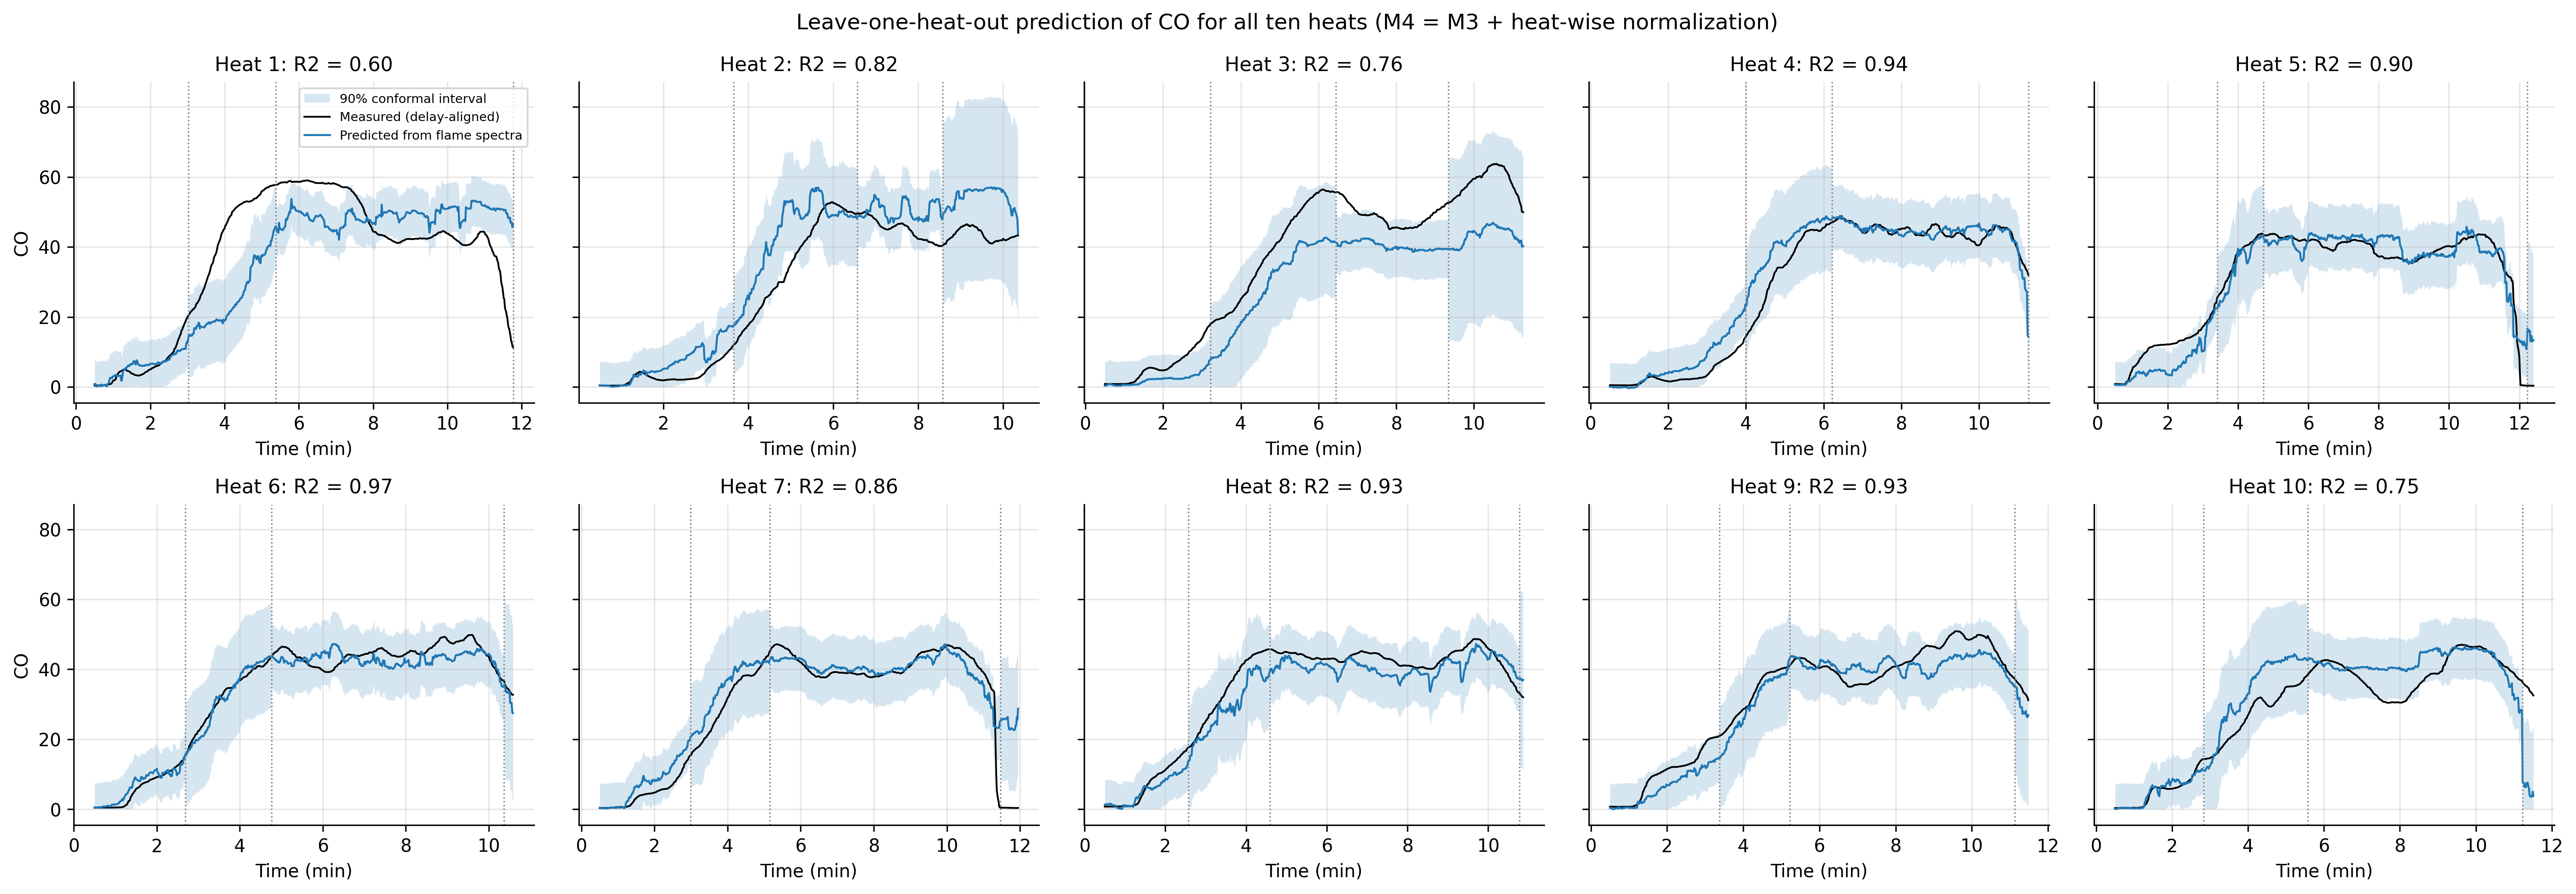 Leave-one-heat-out prediction of CO for all ten heats (M4 = M3 + heat-wise normalization)
Heat 1: R2 = 0.60
90% conformal interval
Measured (delay-aligned)
Predicted from flame spectra
CO
80
60
40
20
0
0 2 4 6 8 10 12
Time (min)
Heat 2: R2 = 0.82
2 4 6 8 10
Time (min)
Heat 3: R2 = 0.76
0 2 4 6 8 10
Time (min)
Heat 4: R2 = 0.94
0 2 4 6 8 10
Time (min)
Heat 5: R2 = 0.90
0 2 4 6 8 10 12
Time (min)
Heat 6: R2 = 0.97
CO
80
60
40
20
0
0 2 4 6 8 10
Time (min)
Heat 7: R2 = 0.86
0 2 4 6 8 10 12
Time (min)
Heat 8: R2 = 0.93
0 2 4 6 8 10
Time (min)
Heat 9: R2 = 0.93
0 2 4 6 8 10 12
Time (min)
Heat 10: R2 = 0.75
0 2 4 6 8 10 12
Time (min)